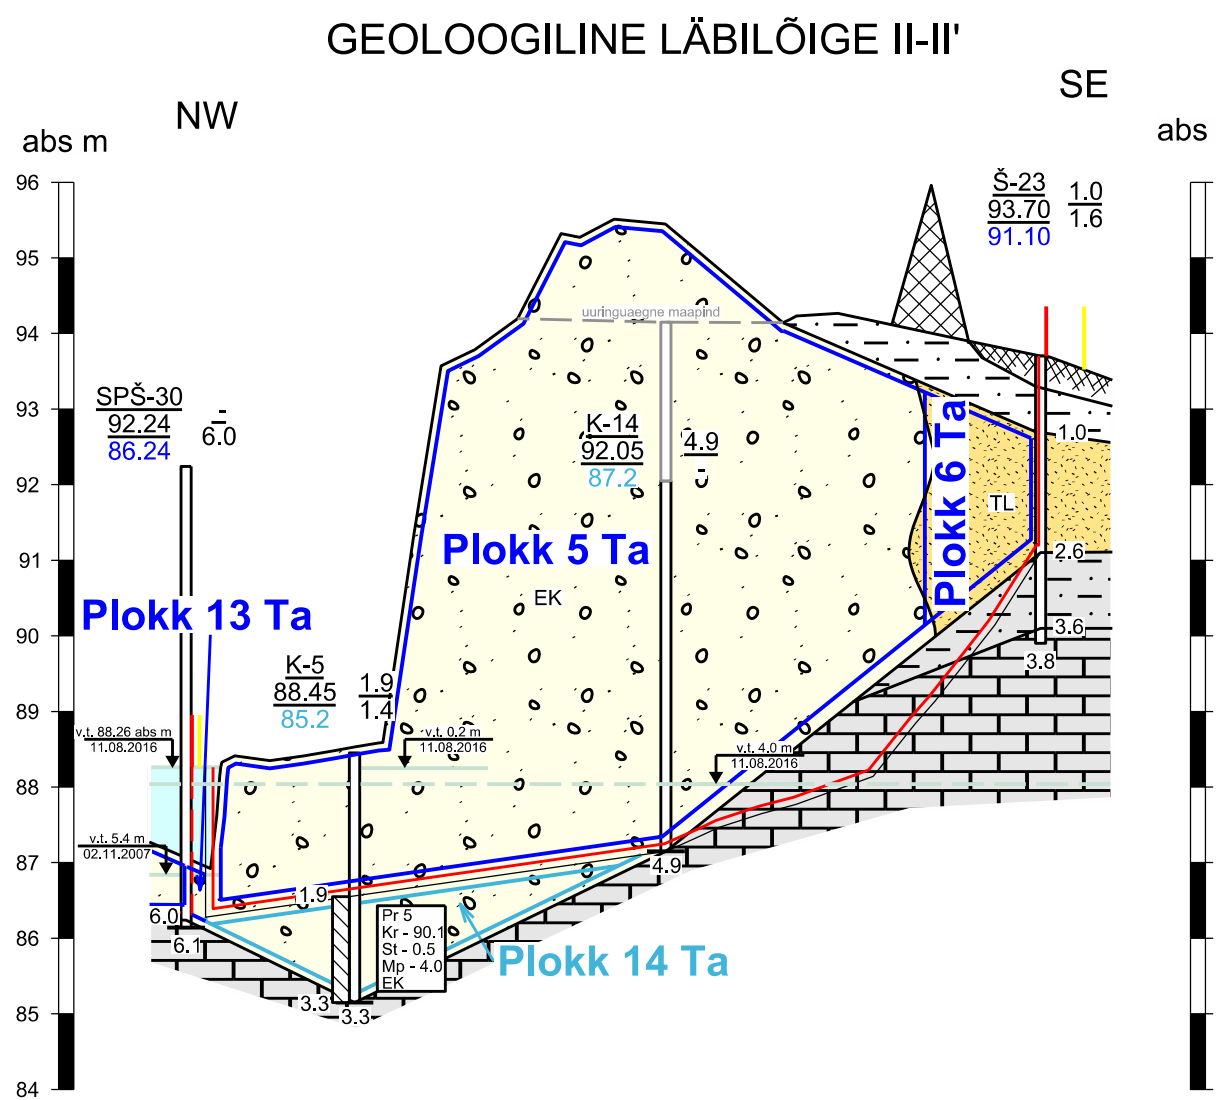 GEOLOOGILINE LÄBILÕIGE II-II'
NW
SE
abs m
abs
96
95
94
93
92
91
90
89
88
87
86
85
84
Š-23
93.70
91.10
1.0
1.6
uuringuaegne maapind
SPŠ-30
92.24
86.24
-
6.0
K-14
92.05
87.2
4.9
-
1.0
TL
Plokk 6 Ta
Plokk 5 Ta
2.6
EK
Plokk 13 Ta
3.6
3.8
K-5
88.45
85.2
1.9
1.4
v.t. 88.26 abs m
11.08.2016
v.t. 0.2 m
11.08.2016
v.t. 4.0 m
11.08.2016
v.t. 5.4 m
02.11.2007
4.9
1.9
6.0
6.1
Pr 5
Kr - 90.1
St - 0.5
Mp - 4.0
EK
Plokk 14 Ta
3.3
3.3